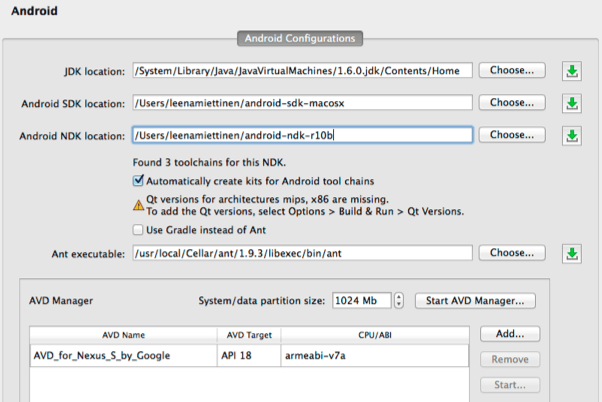 Android
Android Configurations
JDK location: /System/Library/Java/JavaVirtualMachines/1.6.0.jdk/Contents/Home Choose...
Android SDK location: /Users/leenamiettinen/android-sdk-macosx Choose...
Android NDK location: /Users/leenamiettinen/android-ndk-r10b Choose...
Found 3 toolchains for this NDK.
Automatically create kits for Android tool chains
Qt versions for architectures mips, x86 are missing.
To add the Qt versions, select Options > Build & Run > Qt Versions.
Use Gradle instead of Ant
Ant executable: /usr/local/Cellar/ant/1.9.3/libexec/bin/ant Choose...
AVD Manager System/data partition size: 1024 Mb Start AVD Manager...
AVD Name AVD Target CPU/ABI Add...
AVD_for_Nexus_S_by_Google API 18 armeabi-v7a Remove
Start...